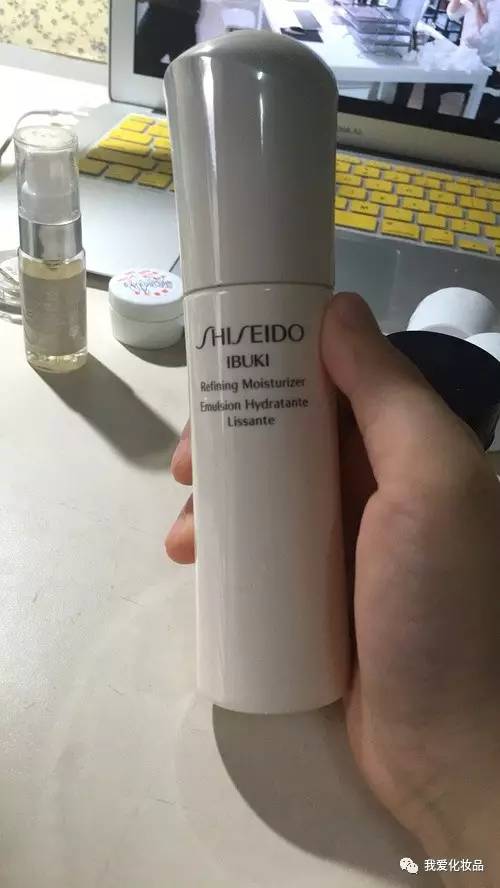 SHISEIDO
IBUKI
Refining Moisturizer
Emulsion Hydratante
Lissante
我爱化妆品